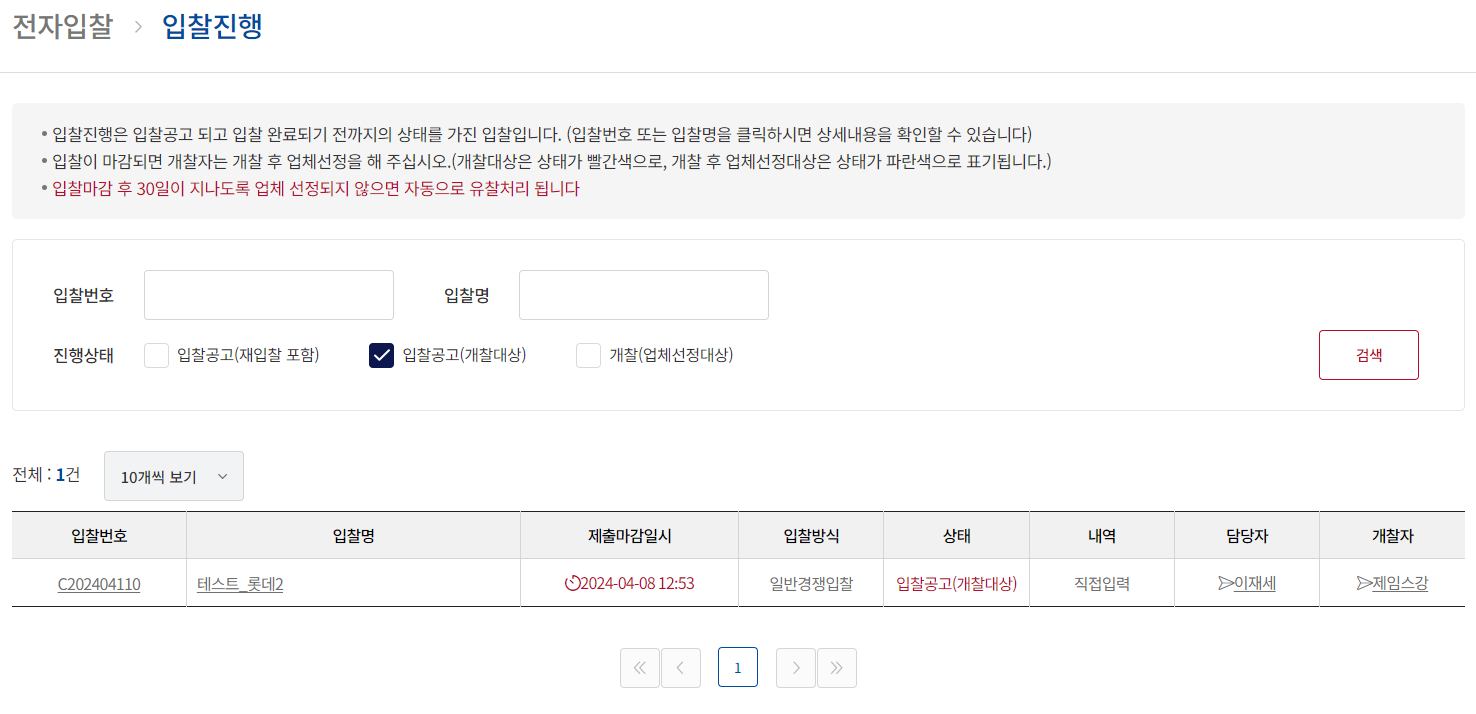 전자입찰 > 입찰진행
• 입찰진행은 입찰공고 되고 입찰 완료되기 전까지의 상태를 가진 입찰입니다. (입찰번호 또는 입찰명을 클릭하시면 상세내용을 확인할 수 있습니다)
• 입찰이 마감되면 개찰자는 개찰 후 업체선정을 해 주십시오.(개찰대상은 상태가 빨간색으로, 개찰 후 업체선정대상은 상태가 파란색으로 표기됩니다.)
• 입찰마감 후 30일이 지나도록 업체 선정되지 않으면 자동으로 유찰처리 됩니다
입찰번호 입찰명
진행상태 입찰공고(재입찰 포함) 입찰공고(개찰대상) 개찰(업체선정대상) 검색
전체 : 1건 10개씩 보기
입찰번호 입찰명 제출마감일시 입찰방식 상태 내역 담당자 개찰자
C202404110 테스트_롯데2 2024-04-08 12:53 일반경쟁입찰 입찰공고(개찰대상) 직접입력 이재세 제임스강
1